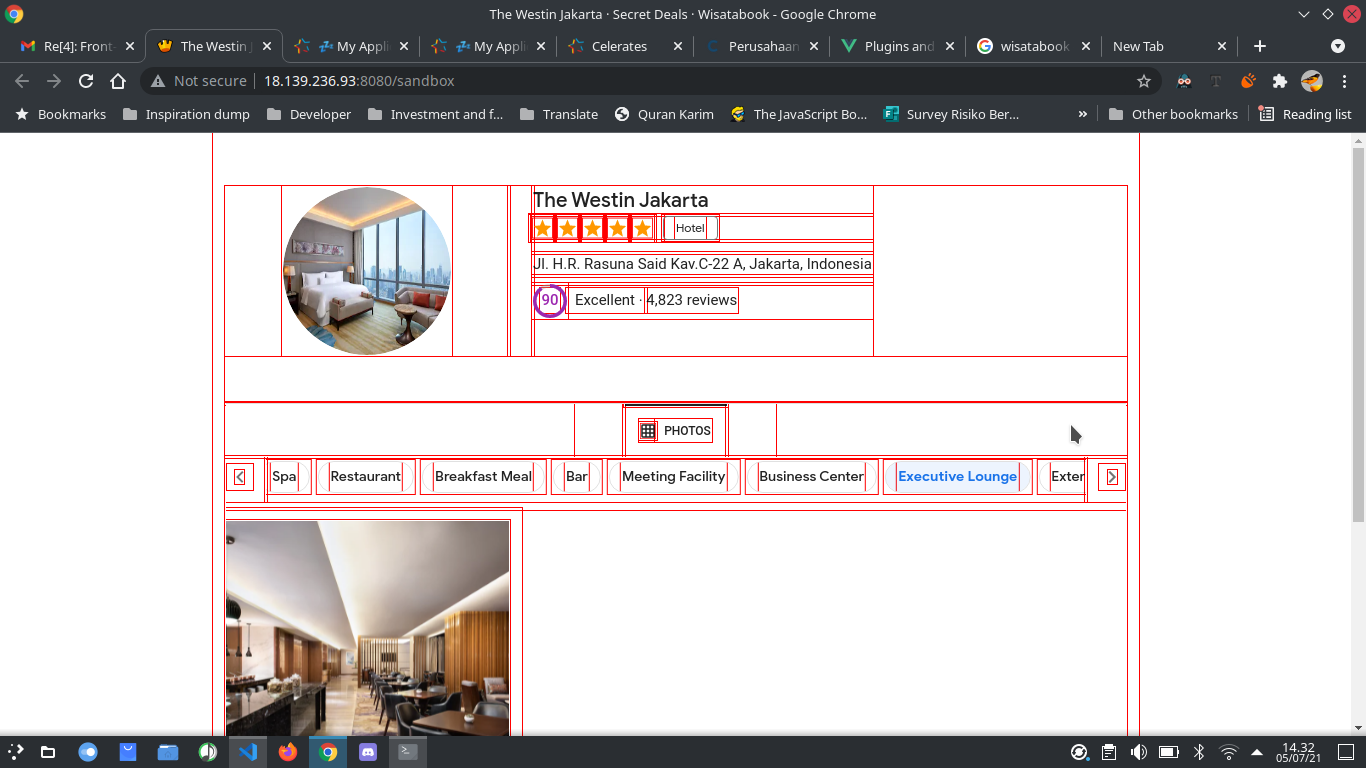 The Westin Jakarta · Secret Deals · Wisatabook - Google Chrome
Re[4]: Front The Westin J My Appli My Appli Celerates Perusahaan Plugins and wisatabook New Tab
Not secure 18.139.236.93:8080/sandbox
Bookmarks Inspiration dump Developer Investment and f... Translate Quran Karim The JavaScript Bo... Survey Risiko Ber... » Other bookmarks Reading list
The Westin Jakarta
Hotel
Jl. H.R. Rasuna Said Kav.C-22 A, Jakarta, Indonesia
90 Excellent · 4,823 reviews
PHOTOS
Spa Restaurant Breakfast Meal Bar Meeting Facility Business Center Executive Lounge Exter
14.32
05/07/21